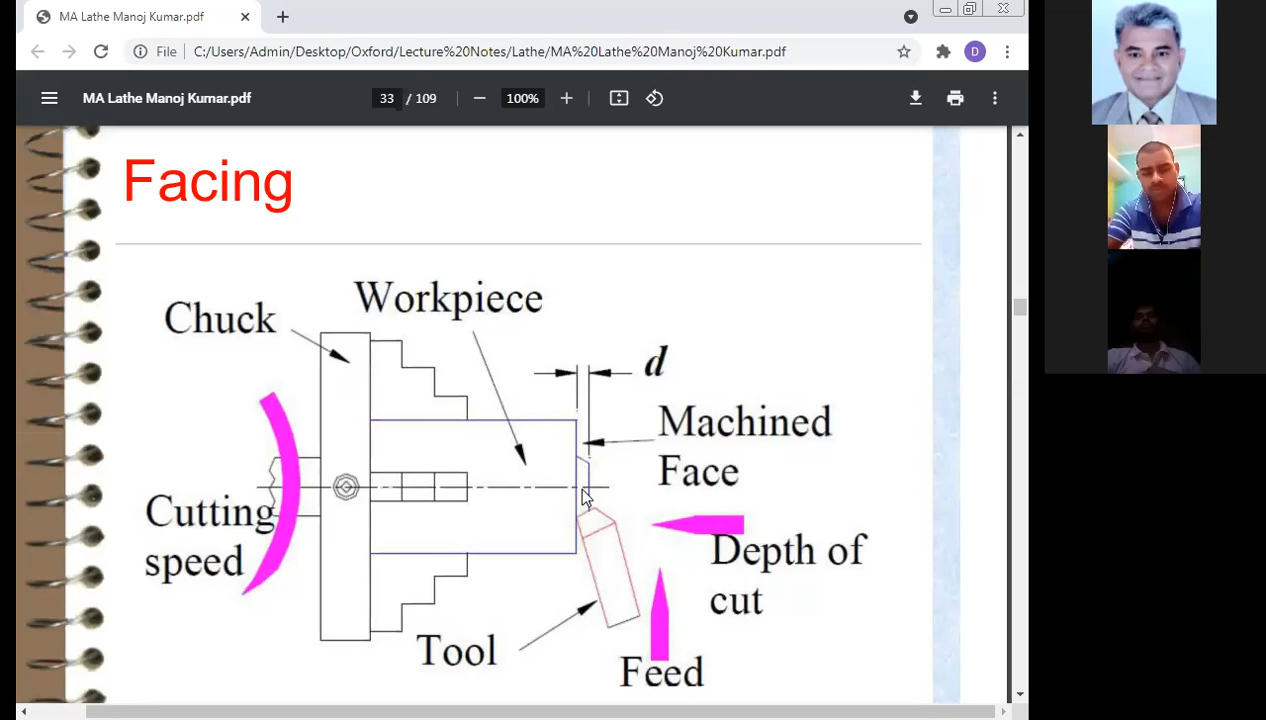 MA Lathe Manoj Kumar.pdf
File
C:/Users/Admin/Desktop/Oxford/Lecture%20Notes/Lathe/MA%20Lathe%20Manoj%20Kumar.pdf
D
MA Lathe Manoj Kumar.pdf
33 / 109
100%
Facing
Workpiece
Chuck
d
Machined
Face
Cutting
speed
Depth of
cut
Tool
Feed